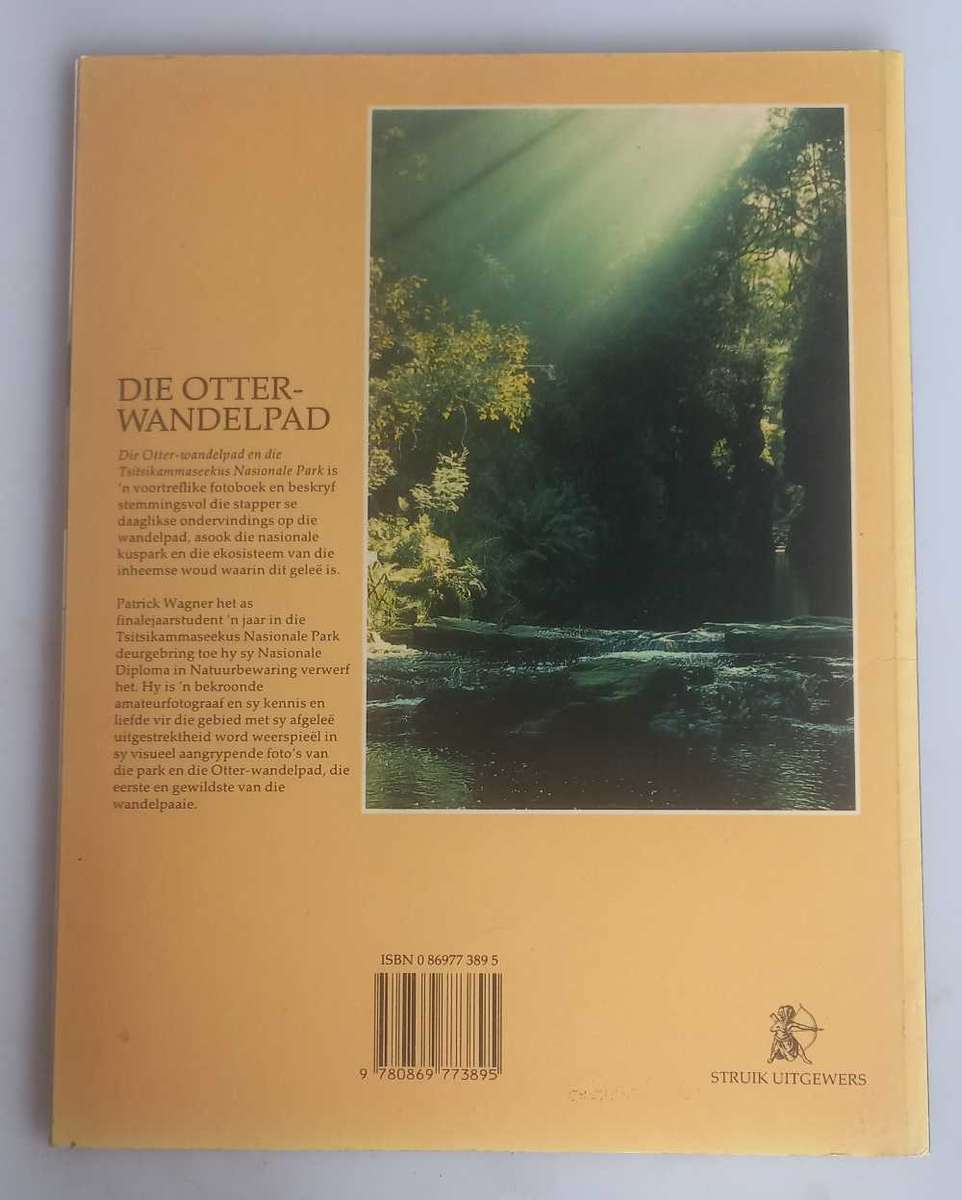 DIE OTTER-
WANDELPAD
Die Otter-wandelpad en die
Tsitsikammaseekus Nasionale Park is
'n voortreflike fotoboek en beskryf
stemmingsvol die stapper se
daaglikse ondervindings op die
wandelpad, asook die nasionale
kuspark en die ekosisteem van die
inheemse woud waarin dit geleë is.
Patrick Wagner het as
finalejaarstudent 'n jaar in die
Tsitsikammaseekus Nasionale Park
deurgebring toe hy sy Nasionale
Diploma in Natuurbewaring verwerf
het. Hy is 'n bekroonde
amateurfotograaf en sy kennis en
liefde vir die gebied met sy afgeleë
uitgestrektheid word weerspieël in
sy visueel aangrypende foto's van
die park en die Otter-wandelpad, die
eerste en gewildste van die
wandelpaaie.
ISBN 0 86977 389 5
9 780869 773895
STRUIK UITGEWERS